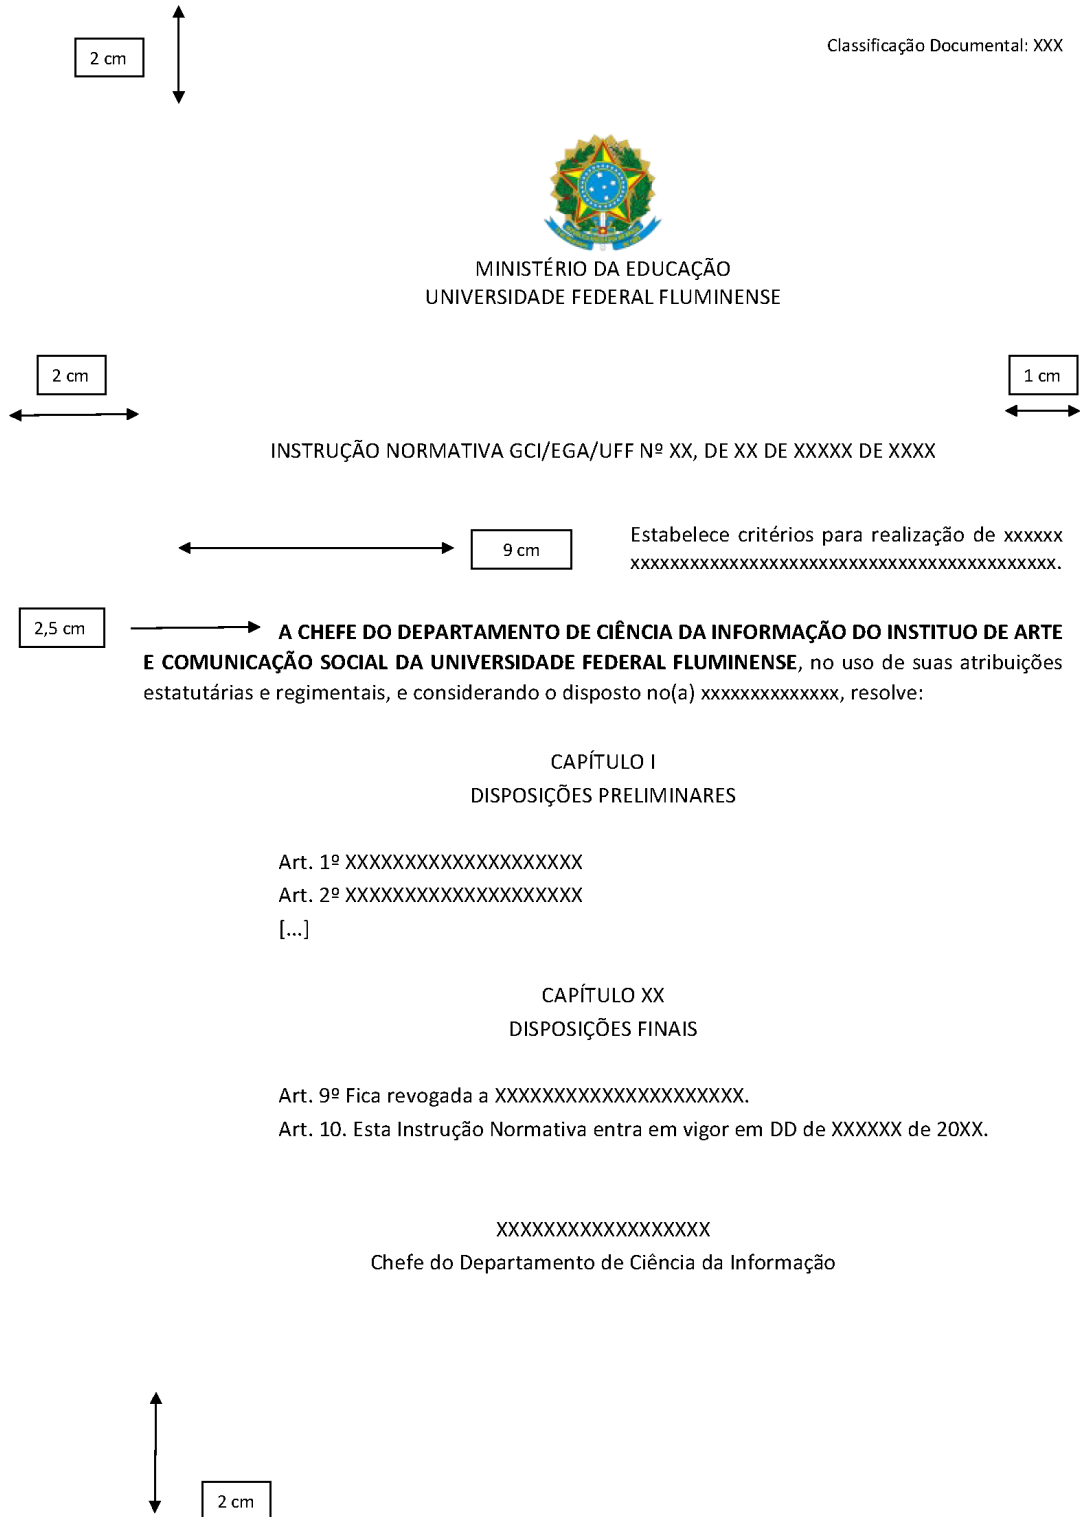 2 cm
Classificação Documental: XXX
MINISTÉRIO DA EDUCAÇÃO
UNIVERSIDADE FEDERAL FLUMINENSE
2 cm
1 cm
INSTRUÇÃO NORMATIVA GCI/EGA/UFF Nº XX, DE XX DE XXXXX DE XXXX
9 cm
Estabelece critérios para realização de xxxxxx
xxxxxxxxxxxxxxxxxxxxxxxxxxxxxxxxxxxxxxxxxxx.
2,5 cm
A CHEFE DO DEPARTAMENTO DE CIÊNCIA DA INFORMAÇÃO DO INSTITUO DE ARTE
E COMUNICAÇÃO SOCIAL DA UNIVERSIDADE FEDERAL FLUMINENSE, no uso de suas atribuições
estatutárias e regimentais, e considerando o disposto no(a) xxxxxxxxxxxxxx, resolve:
CAPÍTULO I
DISPOSIÇÕES PRELIMINARES
Art. 1º XXXXXXXXXXXXXXXXXXXX
Art. 2º XXXXXXXXXXXXXXXXXXXX
[...]
CAPÍTULO XX
DISPOSIÇÕES FINAIS
Art. 9º Fica revogada a XXXXXXXXXXXXXXXXXXXXX.
Art. 10. Esta Instrução Normativa entra em vigor em DD de XXXXXX de 20XX.
XXXXXXXXXXXXXXXXXX
Chefe do Departamento de Ciência da Informação
2 cm